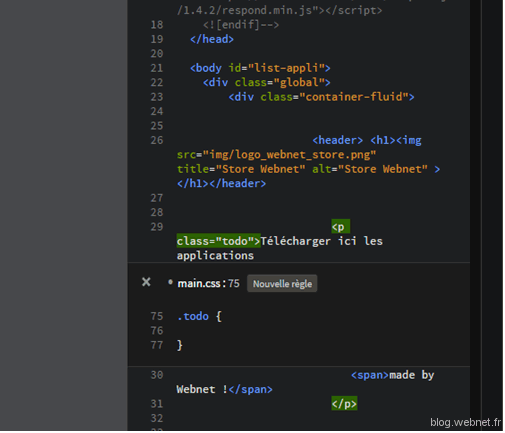 /1.4.2/respond.min.js"></script>
18 <![endif]-->
19 </head>
20
21 <body id="list-appli">
22 <div class="global">
23 <div class="container-fluid">
24
25
26 <header> <h1><img
src="img/logo_webnet_store.png"
title="Store Webnet" alt="Store Webnet" >
</h1></header>
27
28
29 <p
class="todo">Télécharger ici les
applications
× • main.css : 75 Nouvelle règle
75 .todo {
76
77 }
30 <span>made by
Webnet !</span>
31 </p>
32
blog.webnet.fr